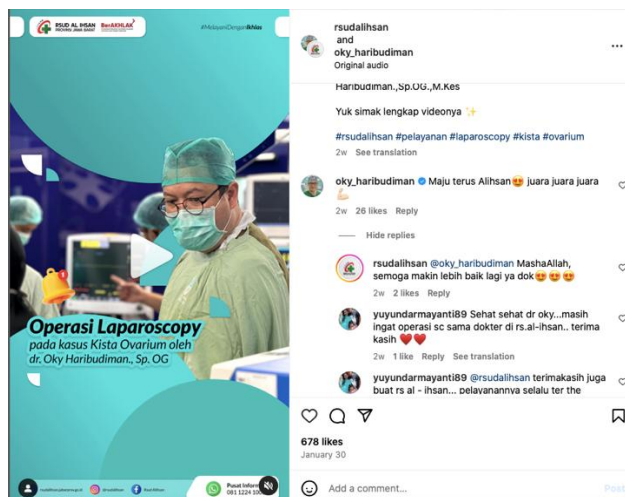 RSUD AL IHSAN
PROVINSI JAWA BARAT
BerAKHLAK
#MelayaniDenganIkhlas
1
Operasi Laparoscopy
pada kasus Kista Ovarium oleh
dr. Oky Haribudiman., Sp. OG
Pusat Inform
081 1224 100
rsudalihsan
and
oky_haribudiman
Original audio
Haribudiman.,Sp.OG.,M.Kes
Yuk simak lengkap videonya ✨
#rsudalihsan #pelayanan #laparoscopy #kista #ovarium
2w See translation
oky_haribudiman Maju terus Alihsan😍 juara juara juara
💪🏻
2w 26 likes Reply
Hide replies
rsudalihsan @oky_haribudiman MashaAllah,
semoga makin lebih baik lagi ya dok😍😍😍
2w 2 likes Reply
yuyundarmayanti89 Sehat sehat dr oky...masih
ingat operasi sc sama dokter di rs.al-ihsan.. terima
kasih ❤️❤️
2w 1 like Reply See translation
yuyundarmayanti89 @rsudalihsan terimakasih juga
buat rs al - ihsan... pelayanannya selalu ter the
678 likes
January 30
Add a comment...
Post